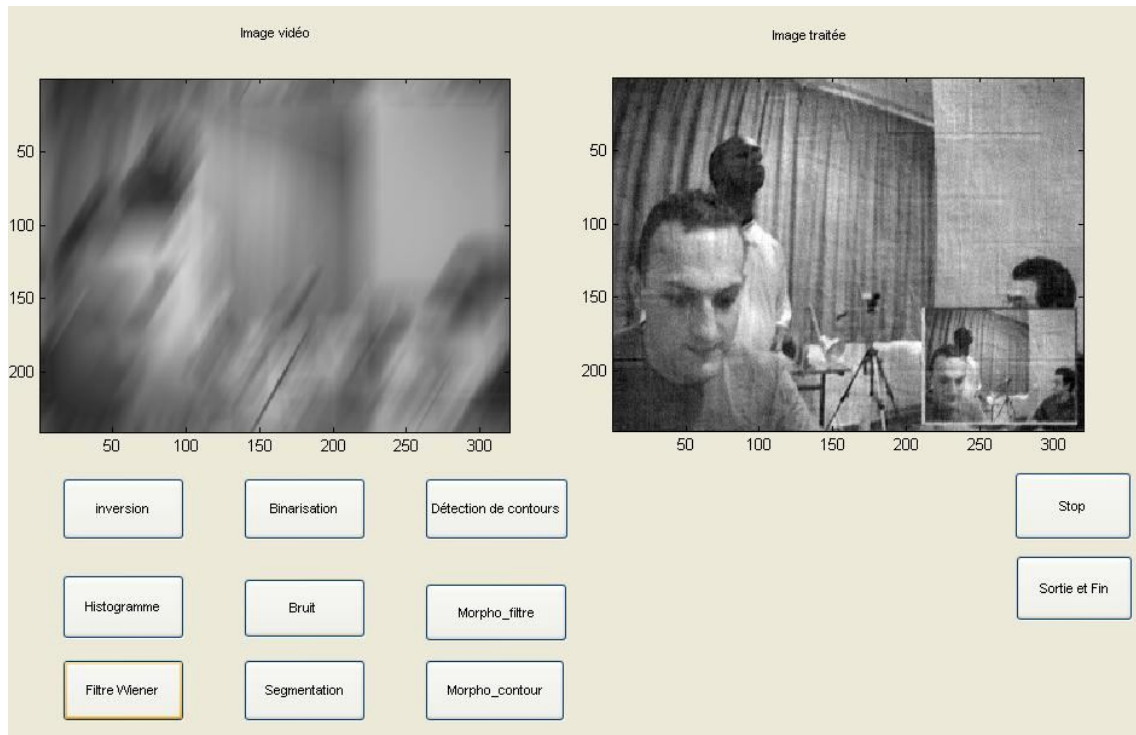 Image vidéo
Image traitée
50
100
150
200
50 100 150 200 250 300
50
100
150
200
50 100 150 200 250 300
inversion
Binarisation
Détection de contours
Stop
Histogramme
Bruit
Morpho_filtre
Sortie et Fin
Filtre Wiener
Segmentation
Morpho_contour